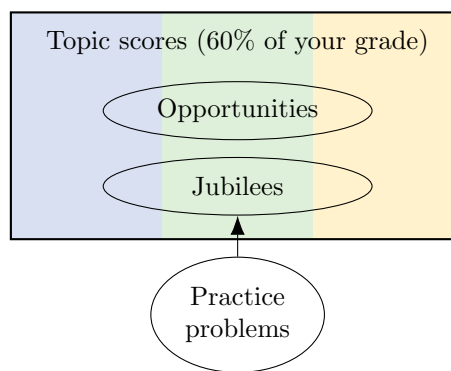 Topic scores (60% of your grade)
Opportunities
Jubilees
Practice
problems